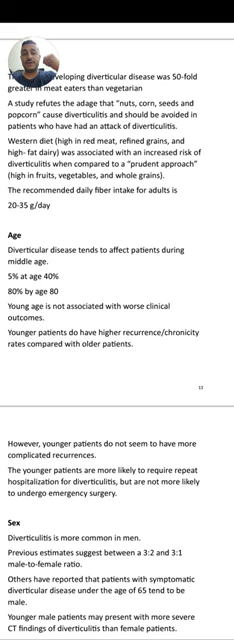 veloping diverticular disease was 50-fold
greater in meat eaters than vegetarian
A study refutes the adage that “nuts, corn, seeds and
popcorn” cause diverticulitis and should be avoided in
patients who have had an attack of diverticulitis.
Western diet (high in red meat, refined grains, and
high- fat dairy) was associated with an increased risk of
diverticulitis when compared to a “prudent approach”
(high in fruits, vegetables, and whole grains).
The recommended daily fiber intake for adults is
20-35 g/day
Age
Diverticular disease tends to affect patients during
middle age.
5% at age 40%
80% by age 80
Young age is not associated with worse clinical
outcomes.
Younger patients do have higher recurrence/chronicity
rates compared with older patients.
13
However, younger patients do not seem to have more
complicated recurrences.
The younger patients are more likely to require repeat
hospitalization for diverticulitis, but are not more likely
to undergo emergency surgery.
Sex
Diverticulitis is more common in men.
Previous estimates suggest between a 3:2 and 3:1
male-to-female ratio.
Others have reported that patients with symptomatic
diverticular disease under the age of 65 tend to be
male.
Younger male patients may present with more severe
CT findings of diverticulitis than female patients.